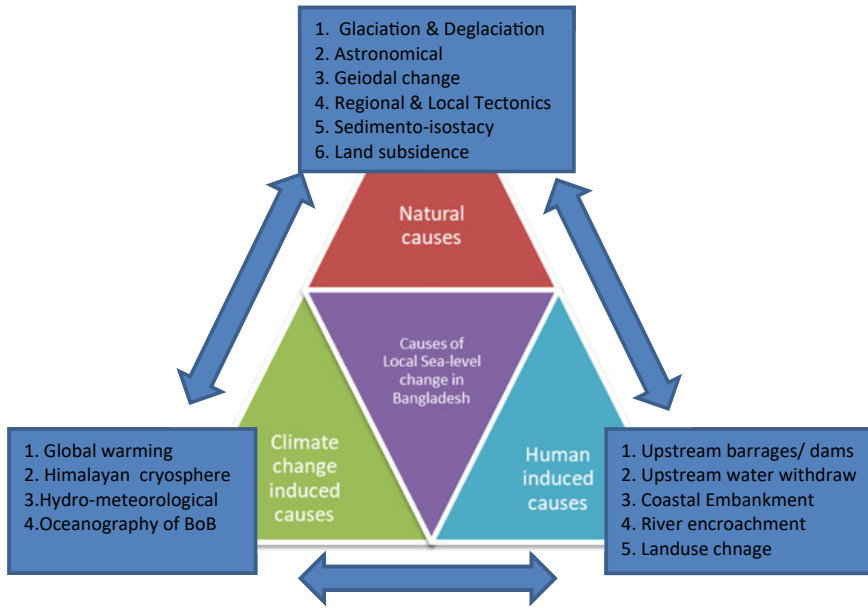 1. Glaciation & Deglaciation
2. Astronomical
3. Geiodal change
4. Regional & Local Tectonics
5. Sedimento-isostacy
6. Land subsidence
Natural
causes
Causes of
Local Sea-level
change in
Bangladesh
Climate
change
induced
causes
Human
induced
causes
1. Global warming
2. Himalayan cryosphere
3.Hydro-meteorological
4.Oceanography of BoB
1. Upstream barrages/ dams
2. Upstream water withdraw
3. Coastal Embankment
4. River encroachment
5. Landuse chnage